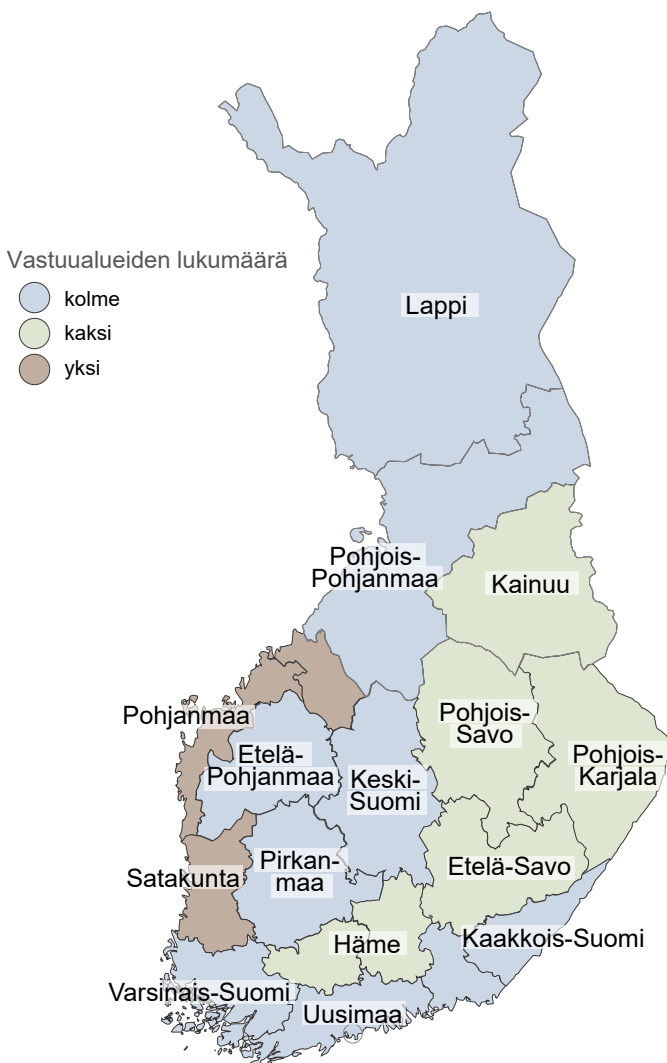 Vastuualueiden lukumäärä
kolme
kaksi
yksi
Lappi
Pohjois-
Pohjanmaa
Kainuu
Pohjanmaa
Etelä-
Pohjanmaa
Keski-
Suomi
Pohjois-
Savo
Pohjois-
Karjala
Satakunta
Pirkan-
maa
Etelä-Savo
Häme
Kaakkois-Suomi
Varsinais-Suomi
Uusimaa